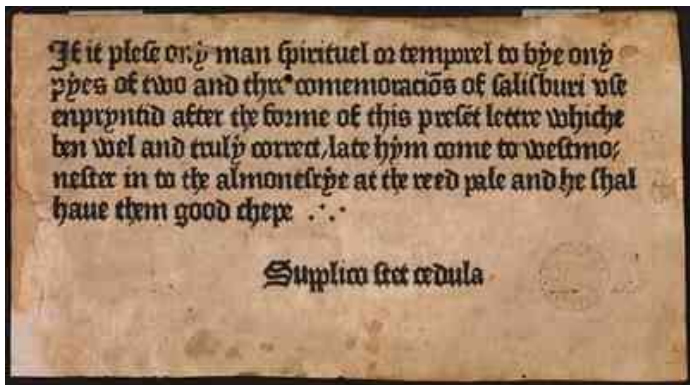 If it plese ony man spirituel or temporel to bye ony
pyes of two and thre comemoraciōs of salisburi vse
enpryntid after the forme of this presēt lettre whiche
ben wel and truly correct, late hym come to westmo⸗
nester in to the almonesrye at the reed pale and he shal
haue them good chepe .·.·
Supplico stet cedula